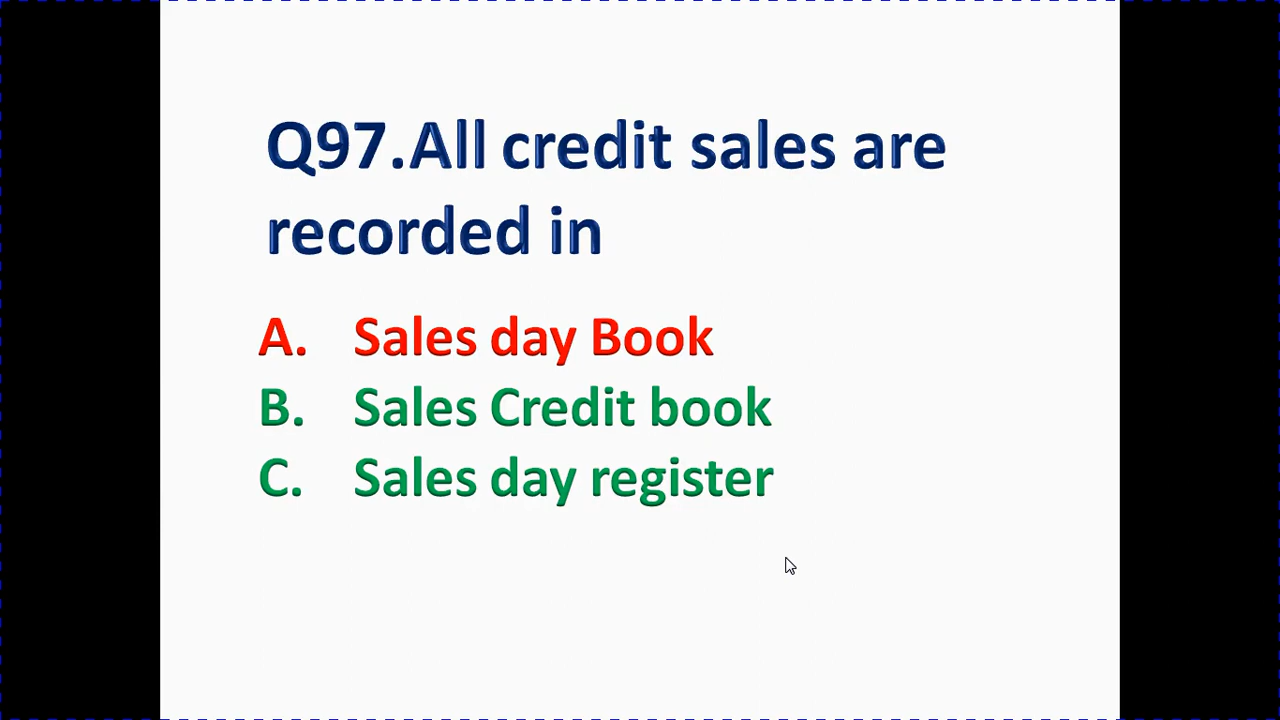 Q97.All credit sales are
recorded in
A. Sales day Book
B. Sales Credit book
C. Sales day register